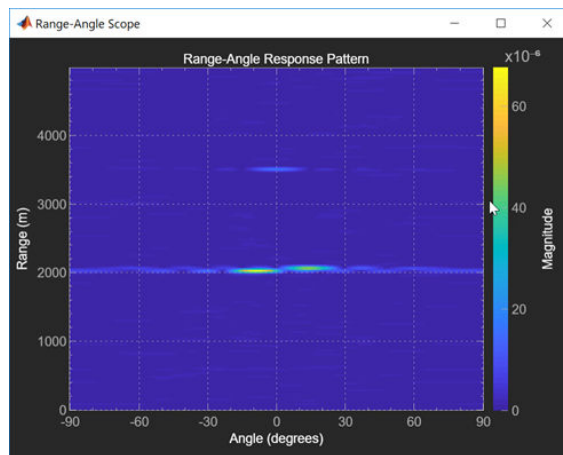 Range-Angle Scope
Range-Angle Response Pattern
x10⁻⁶
4000
3000
2000
1000
0
Range (m)
-90
-60
-30
0
30
60
90
Angle (degrees)
60
40
20
0
Magnitude